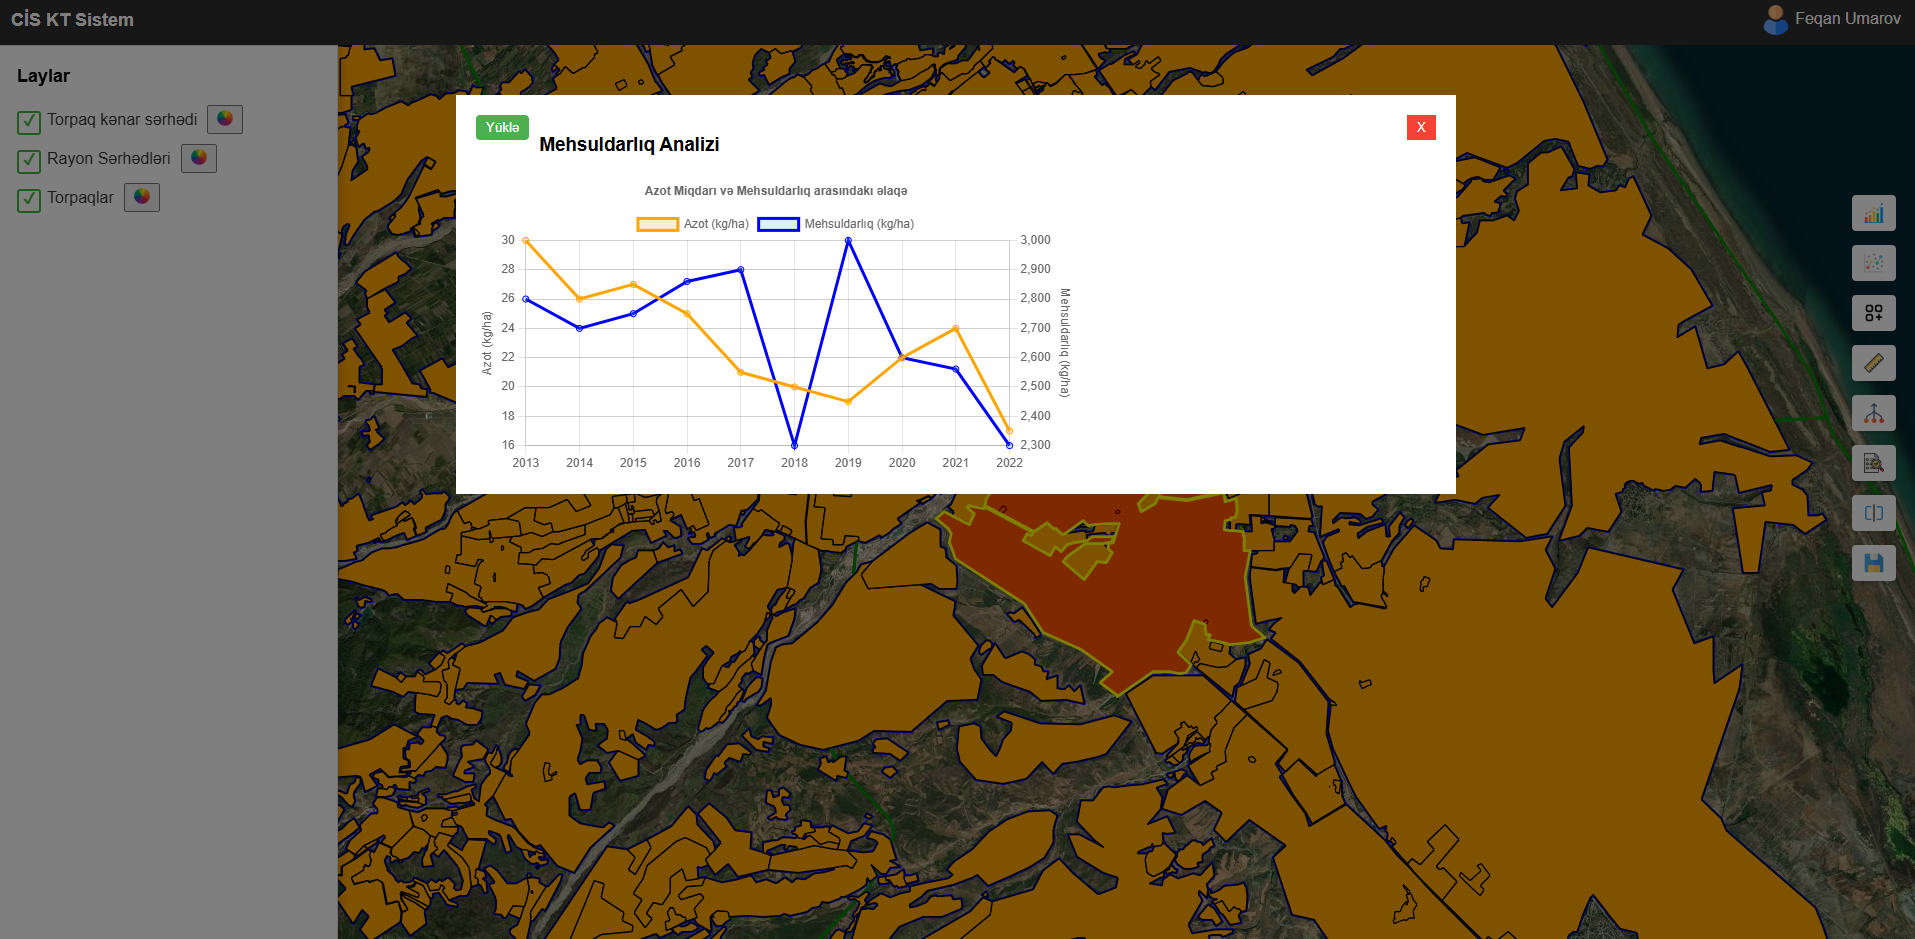 CİS KT Sistem
Feqan Umarov
Laylar
Torpaq kənar sərhədi
Rayon Sərhədləri
Torpaqlar
Yüklə
X
Mehsuldarlıq Analizi
Azot Miqdarı və Mehsuldarlıq arasındakı əlaqə
Azot (kg/ha) Mehsuldarlıq (kg/ha)
Azot (kg/ha)
30
28
26
24
22
20
18
16
3,000
2,900
2,800
2,700
2,600
2,500
2,400
2,300
Mehsuldarlıq (kg/ha)
2013 2014 2015 2016 2017 2018 2019 2020 2021 2022